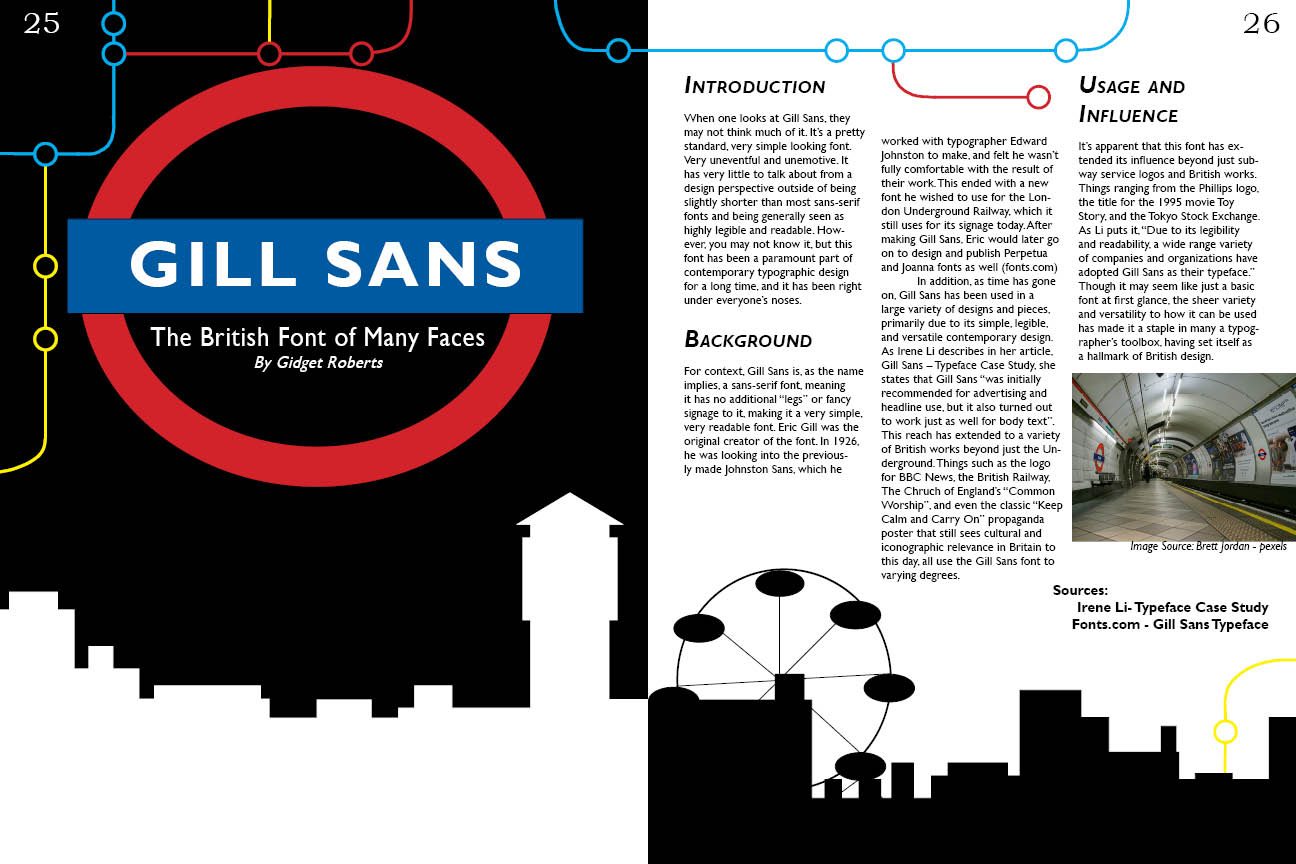 25
GILL SANS
The British Font of Many Faces
By Gidget Roberts
26
INTRODUCTION
When one looks at Gill Sans, they
may not think much of it. It's a pretty
standard, very simple looking font.
Very uneventful and unemotive. It
has very little to talk about from a
design perspective outside of being
slightly shorter than most sans-serif
fonts and being generally seen as
highly legible and readable. How-
ever, you may not know it, but this
font has been a paramount part of
contemporary typographic design
for a long time, and it has been right
under everyone's noses.
BACKGROUND
For context, Gill Sans is, as the name
implies, a sans-serif font, meaning
it has no additional "legs" or fancy
signage to it, making it a very simple,
very readable font. Eric Gill was the
original creator of the font. In 1926,
he was looking into the previous-
ly made Johnston Sans, which he
worked with typographer Edward
Johnston to make, and felt he wasn't
fully comfortable with the result of
their work. This ended with a new
font he wished to use for the Lon-
don Underground Railway, which it
still uses for its signage today. After
making Gill Sans, Eric would later go
on to design and publish Perpetua
and Joanna fonts as well (fonts.com)
In addition, as time has gone
on, Gill Sans has been used in a
large variety of designs and pieces,
primarily due to its simple, legible,
and versatile contemporary design.
As Irene Li describes in her article,
Gill Sans – Typeface Case Study, she
states that Gill Sans "was initially
recommended for advertising and
headline use, but it also turned out
to work just as well for body text".
This reach has extended to a variety
of British works beyond just the Un-
derground. Things such as the logo
for BBC News, the British Railway,
The Chruch of England's "Common
Worship", and even the classic "Keep
Calm and Carry On" propaganda
poster that still sees cultural and
iconographic relevance in Britain to
this day, all use the Gill Sans font to
varying degrees.
USAGE AND
INFLUENCE
It's apparent that this font has ex-
tended its influence beyond just sub-
way service logos and British works.
Things ranging from the Phillips logo,
the title for the 1995 movie Toy
Story, and the Tokyo Stock Exchange.
As Li puts it, "Due to its legibility
and readability, a wide range variety
of companies and organizations have
adopted Gill Sans as their typeface."
Though it may seem like just a basic
font at first glance, the sheer variety
and versatility to how it can be used
has made it a staple in many a typog-
rapher's toolbox, having set itself as
a hallmark of British design.
Image Source: Brett Jordan - pexels
Sources:
Irene Li- Typeface Case Study
Fonts.com - Gill Sans Typeface